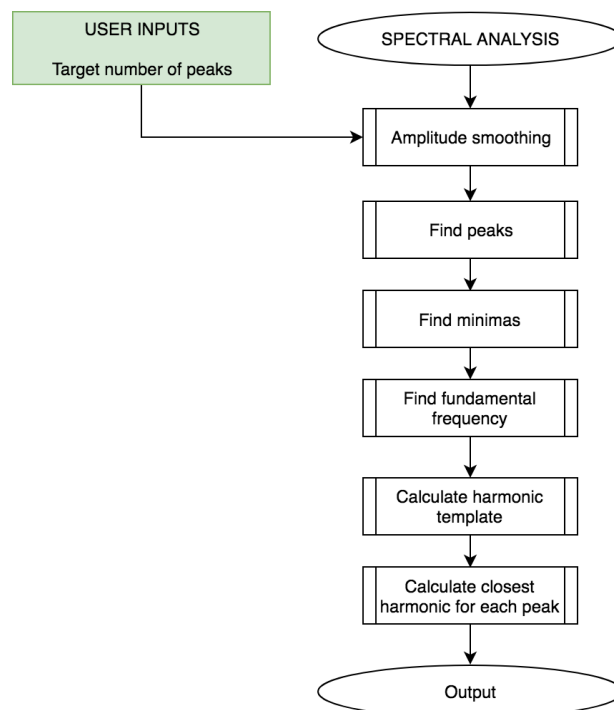 USER INPUTS
Target number of peaks
SPECTRAL ANALYSIS
Amplitude smoothing
Find peaks
Find minimas
Find fundamental
frequency
Calculate harmonic
template
Calculate closest
harmonic for each peak
Output